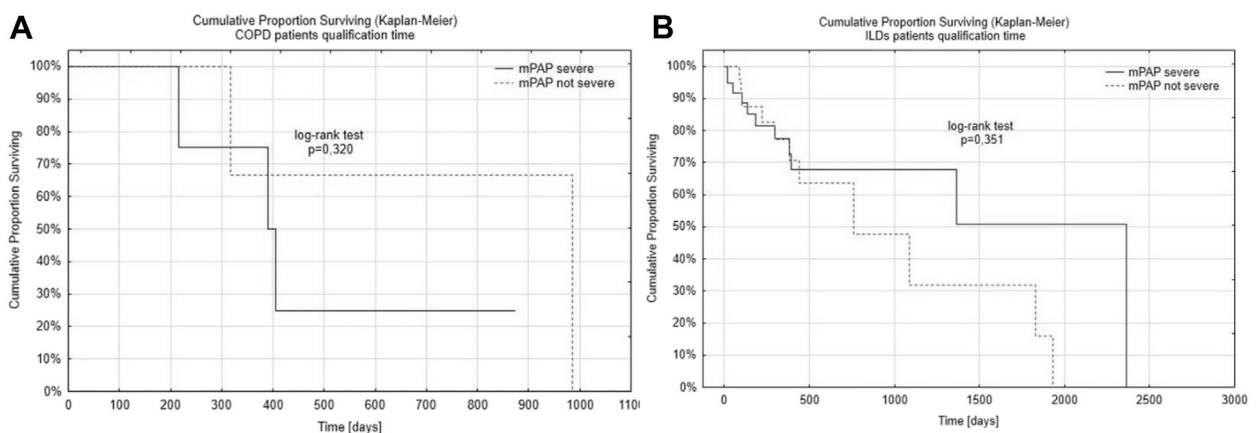 A
Cumulative Proportion Surviving (Kaplan-Meier)
COPD patients qualification time
mPAP severe
mPAP not severe
log-rank test
p=0,320
Cumulative Proportion Surviving
100%
90%
80%
70%
60%
50%
40%
30%
20%
10%
0%
0 100 200 300 400 500 600 700 800 900 1000
Time [days]
B
Cumulative Proportion Surviving (Kaplan-Meier)
ILDs patients qualification time
mPAP severe
mPAP not severe
log-rank test
p=0,351
Cumulative Proportion Surviving
100%
90%
80%
70%
60%
50%
40%
30%
20%
10%
0%
0 500 1000 1500 2000 2500 3000
Time [days]